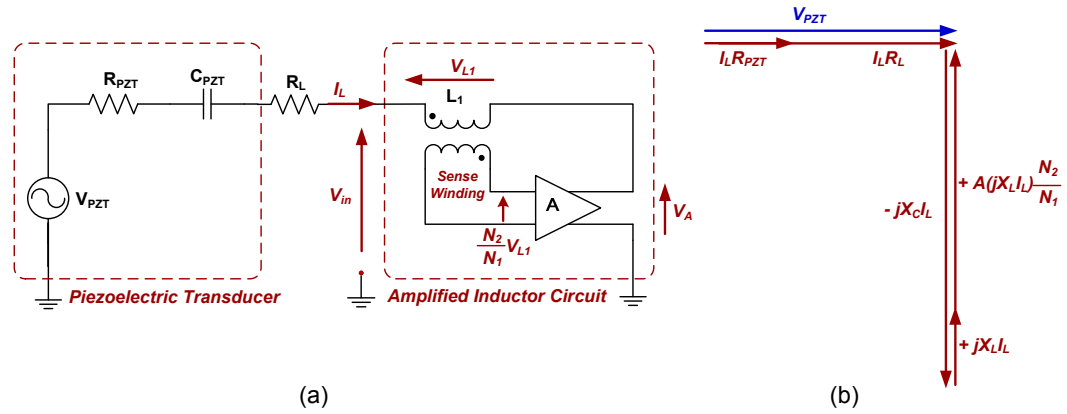 V_PZT
I_L R_PZT
I_L R_L
V_L1
R_PZT
C_PZT
R_L
I_L
L_1
V_PZT
V_in
Sense
Winding
A
V_A
N_2
N_1
V_L1
- jX_C I_L
+ A(jX_L I_L)
N_2
N_1
+ jX_L I_L
Piezoelectric Transducer
Amplified Inductor Circuit
(a)
(b)